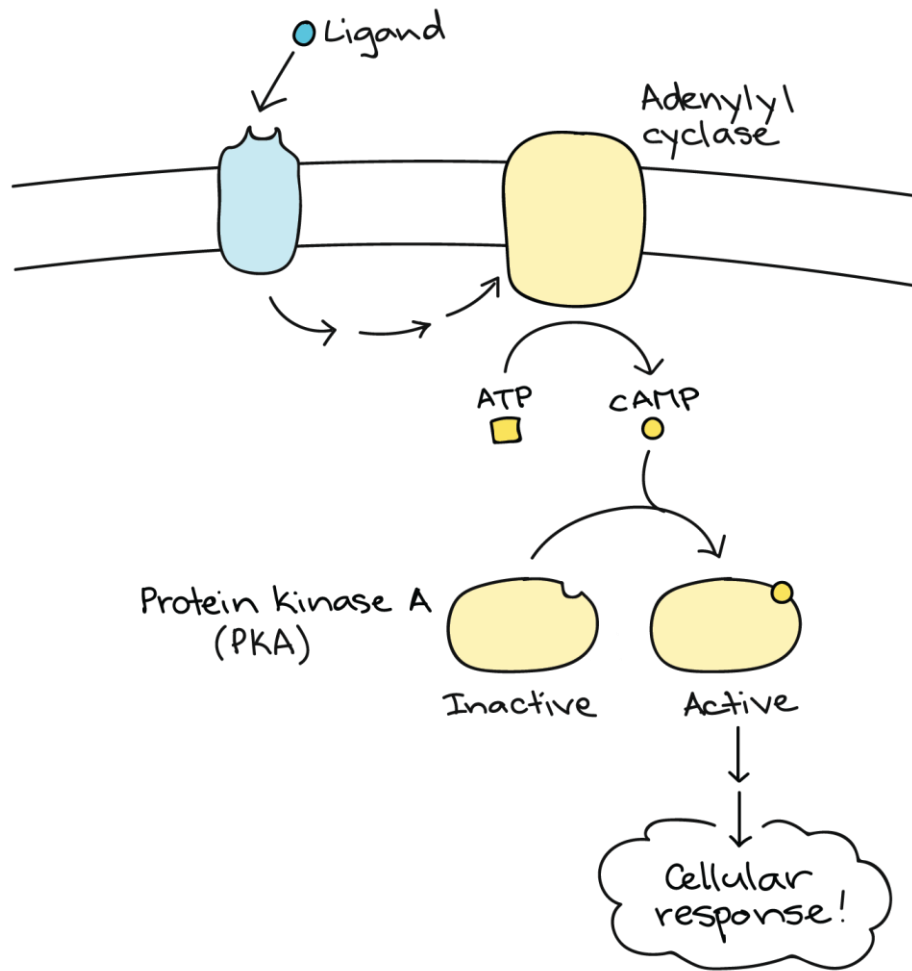 Ligand
Adenylyl
cyclase
ATP
cAMP
Protein kinase A
(PKA)
Inactive
Active
Cellular
response!